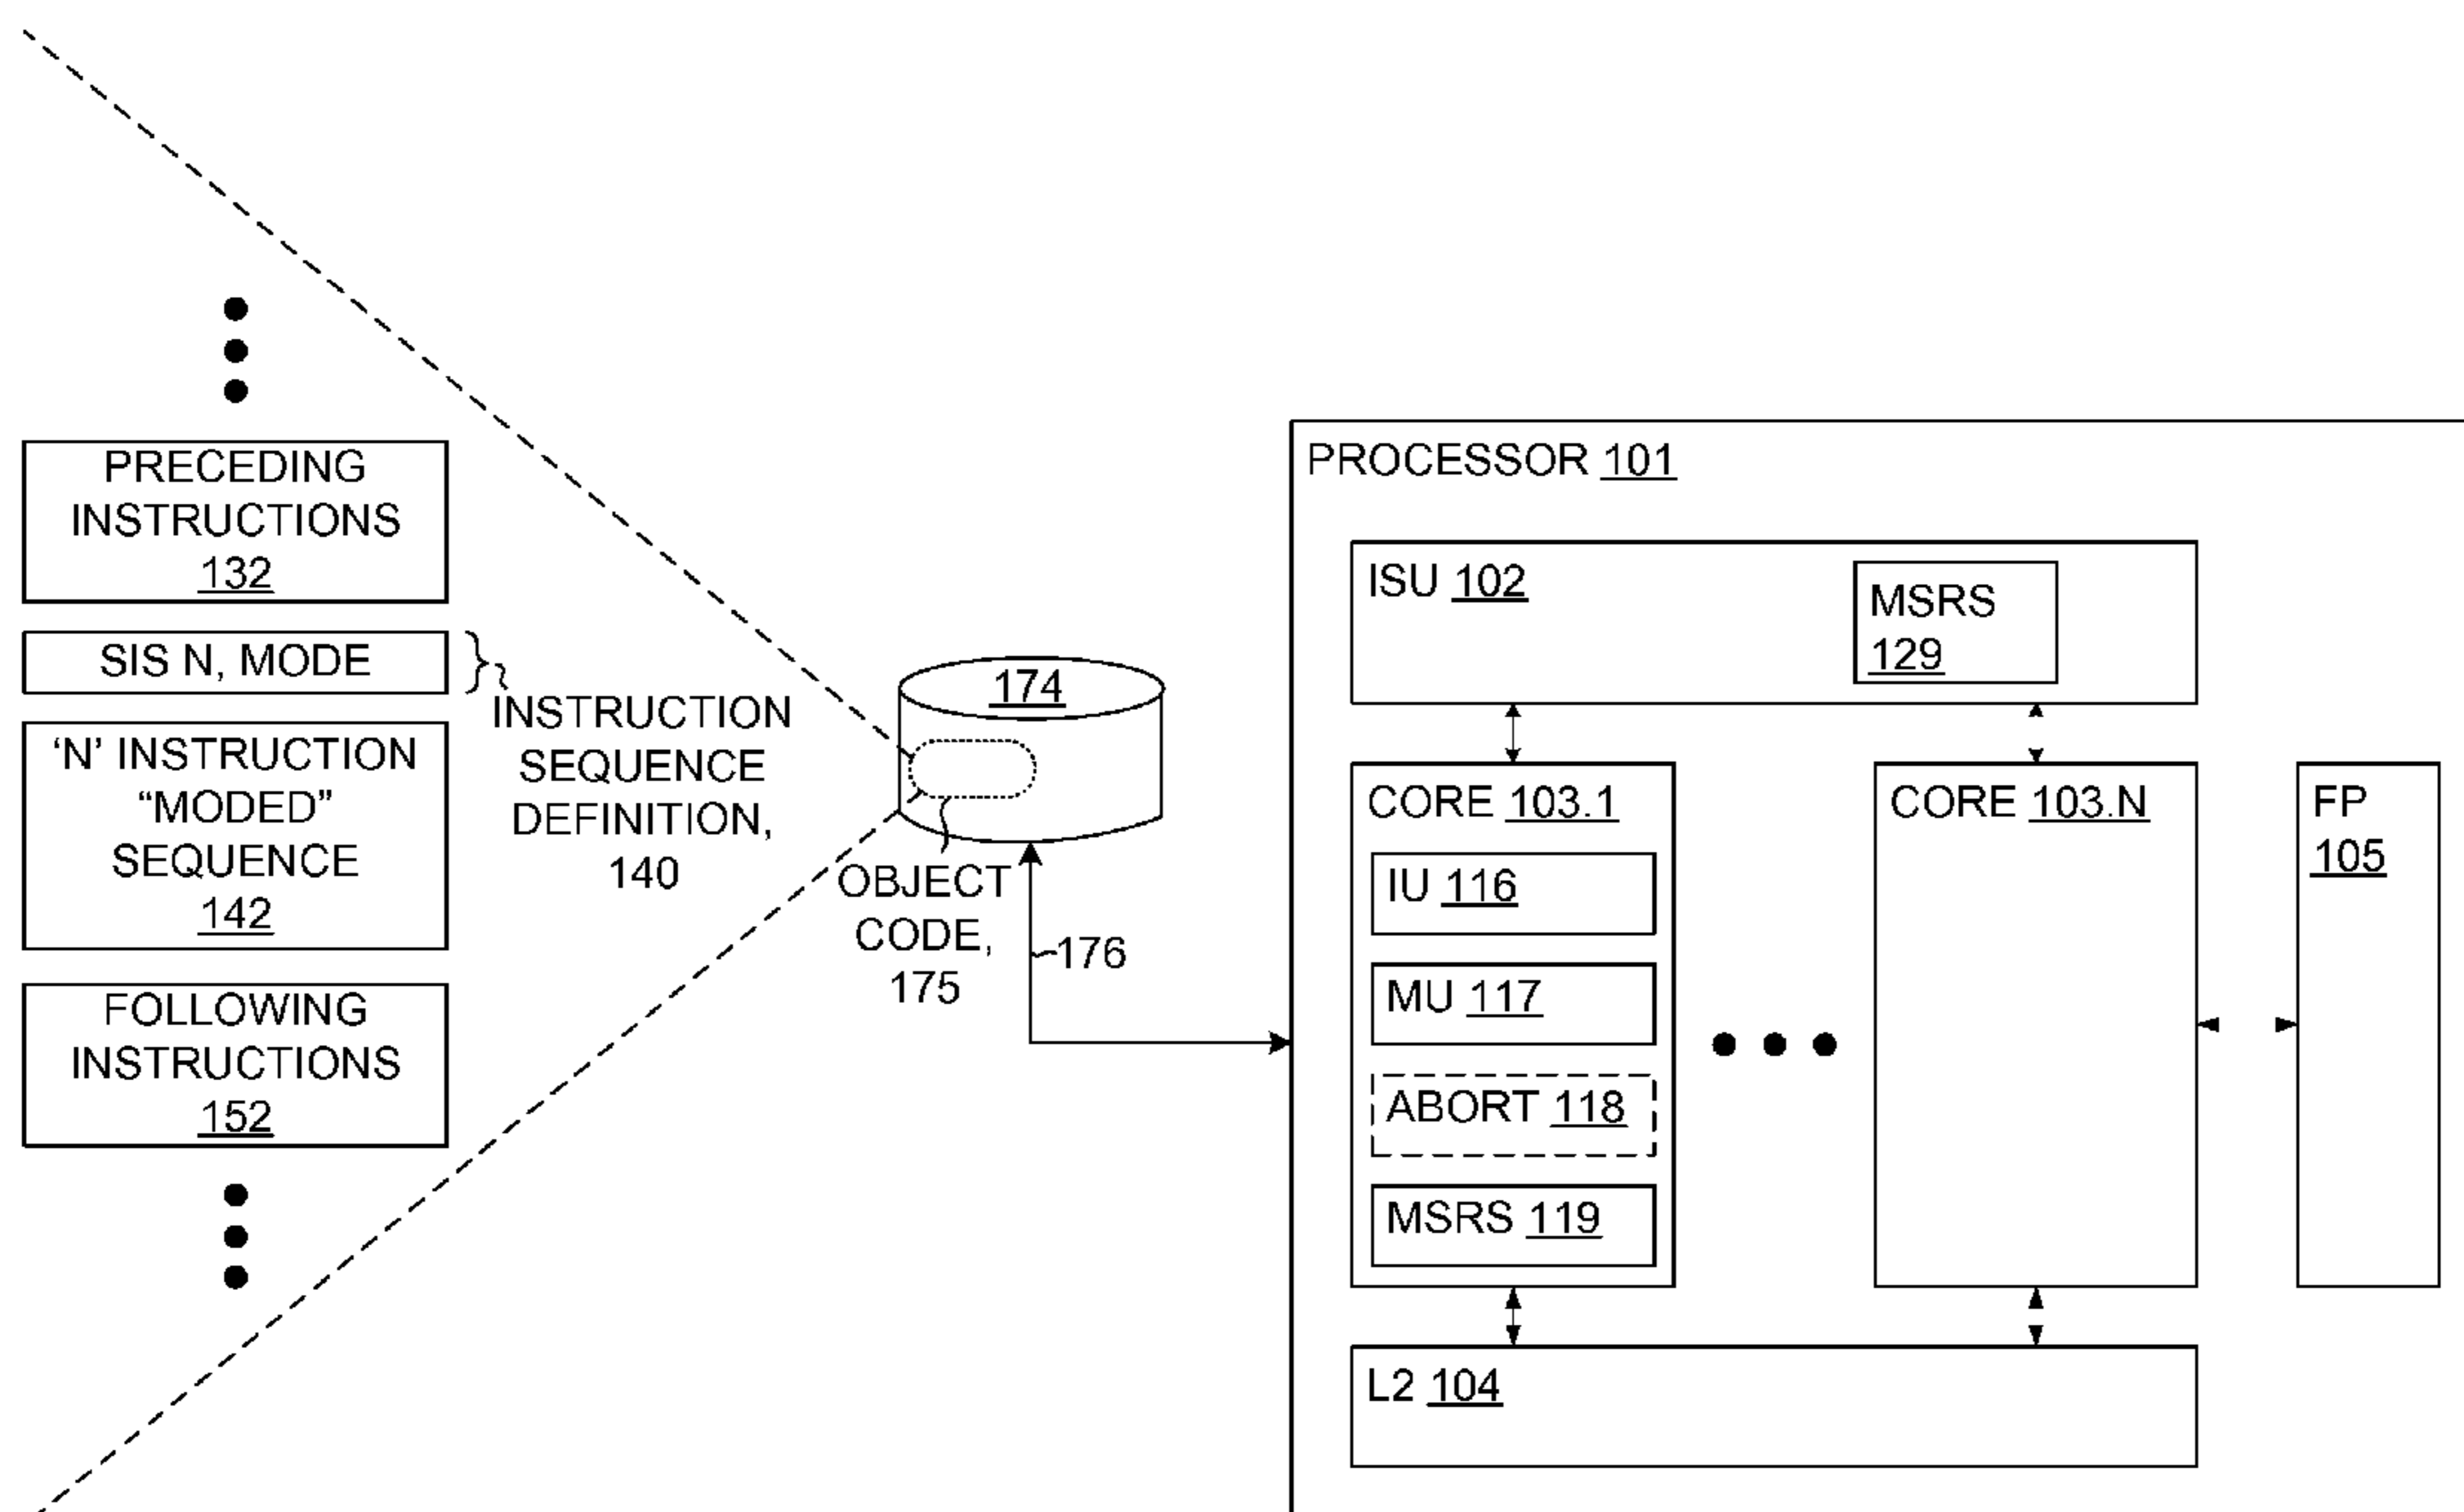 PRECEDING
INSTRUCTIONS
132
SIS N, MODE
‘N’ INSTRUCTION
“MODED”
SEQUENCE
142
FOLLOWING
INSTRUCTIONS
152
INSTRUCTION
SEQUENCE
DEFINITION,
140
174
OBJECT
CODE,
175
176
PROCESSOR 101
ISU 102
MSRS
129
CORE 103.1
IU 116
MU 117
ABORT 118
MSRS 119
CORE 103.N
FP
105
L2 104